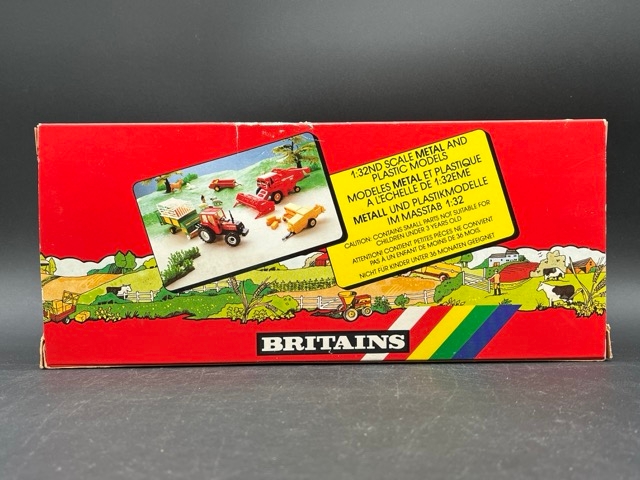 1:32ND SCALE METAL AND
PLASTIC MODELS
MODELES METAL ET PLASTIQUE
A L'ECHELLE DE 1:32EME
METALL UND PLASTIKMODELLE
IM MASSTAB 1:32
CAUTION: CONTAINS SMALL PARTS NOT SUITABLE FOR
CHILDREN UNDER 3 YEARS OLD
ATTENTION! CONTIENT PETITES PIÈCES NE CONVIENT
PAS À UN ENFANT DE MOINS DE 36 MOIS.
NICHT FUR KINDER UNTER 36 MONATEN GEEIGNET
BRITAINS